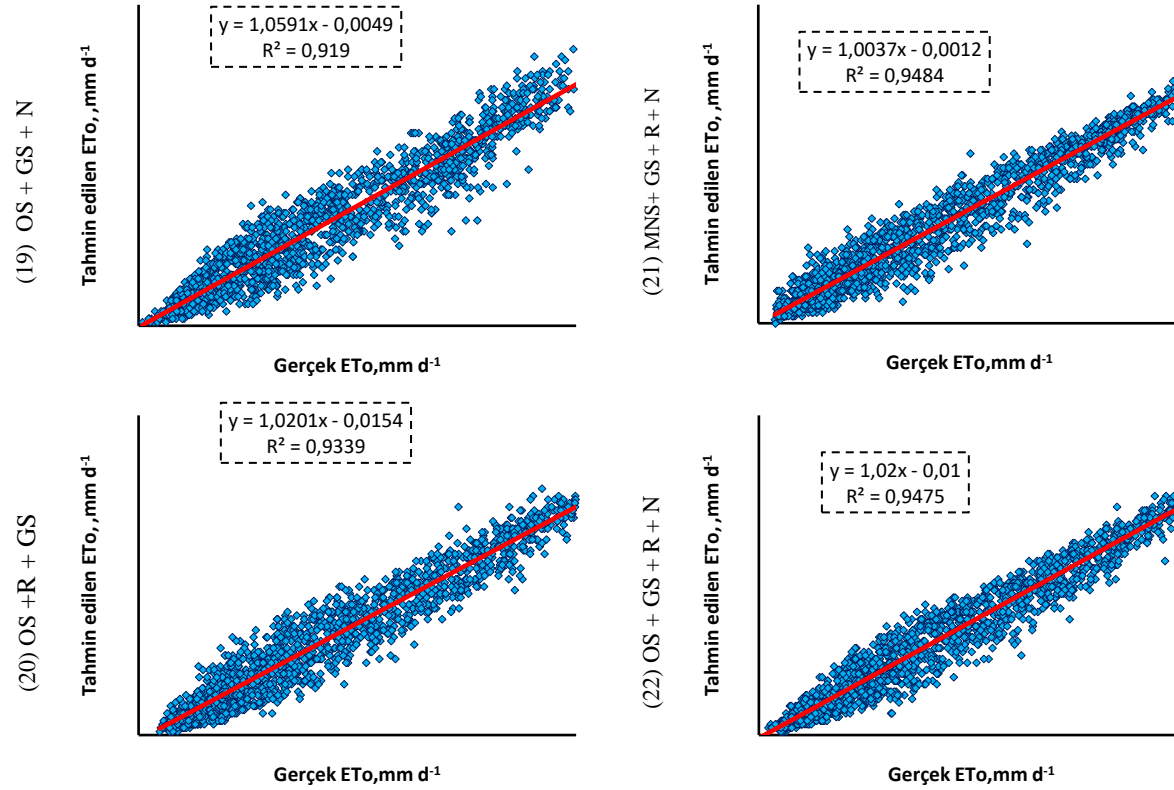 (19) OS + GS + N
Tahmin edilen ETo, ,mm d-1
y = 1,0591x - 0,0049
R² = 0,919
Gerçek ETo,mm d-1
(21) MNS+ GS + R + N
Tahmin edilen ETo, ,mm d-1
y = 1,0037x - 0,0012
R² = 0,9484
Gerçek ETo,mm d-1
(20) OS +R + GS
Tahmin edilen ETo, ,mm d-1
y = 1,0201x - 0,0154
R² = 0,9339
Gerçek ETo,mm d-1
(22) OS + GS + R + N
Tahmin edilen ETo, ,mm d-1
y = 1,02x - 0,01
R² = 0,9475
Gerçek ETo,mm d-1